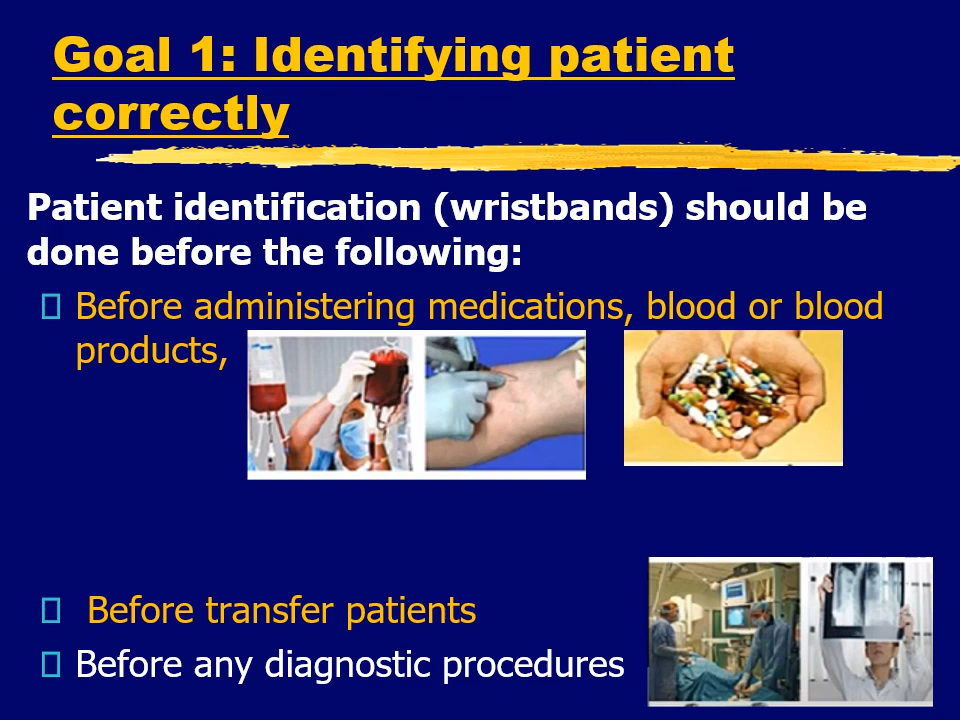 Goal 1: Identifying patient
correctly
Patient identification (wristbands) should be
done before the following:
Before administering medications, blood or blood
products,
Before transfer patients
Before any diagnostic procedures